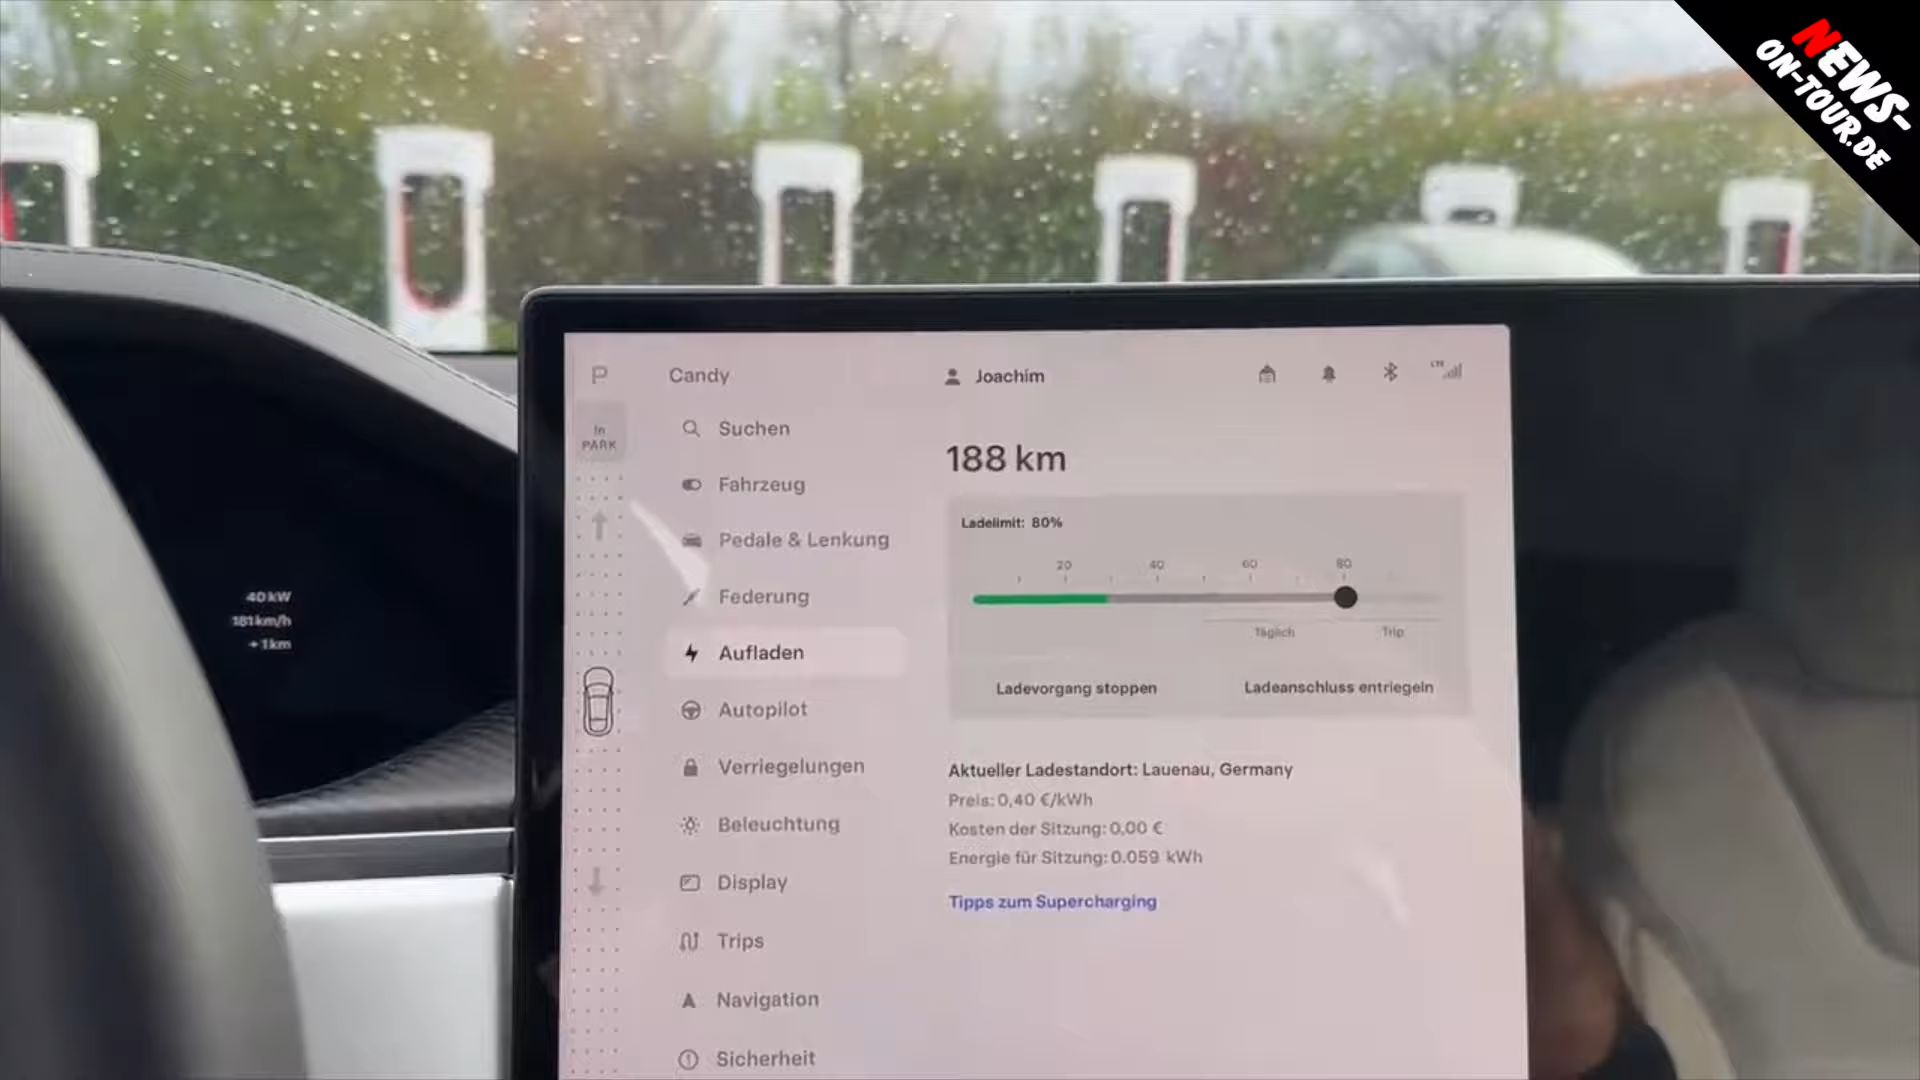 NEWS-
ON-TOUR.DE
P
Candy
Joachim
LTE
In
PARK
Suchen
Fahrzeug
Pedale & Lenkung
Federung
Aufladen
Autopilot
Verriegelungen
Beleuchtung
Display
Trips
Navigation
Sicherheit
188 km
Ladelimit: 80%
20 40 60 80
Täglich Trip
Ladevorgang stoppen
Ladeanschluss entriegeln
Aktueller Ladestandort: Lauenau, Germany
Preis: 0,40 €/kWh
Kosten der Sitzung: 0,00 €
Energie für Sitzung: 0.059 kWh
Tipps zum Supercharging
40 kW
181 km/h
+1 km